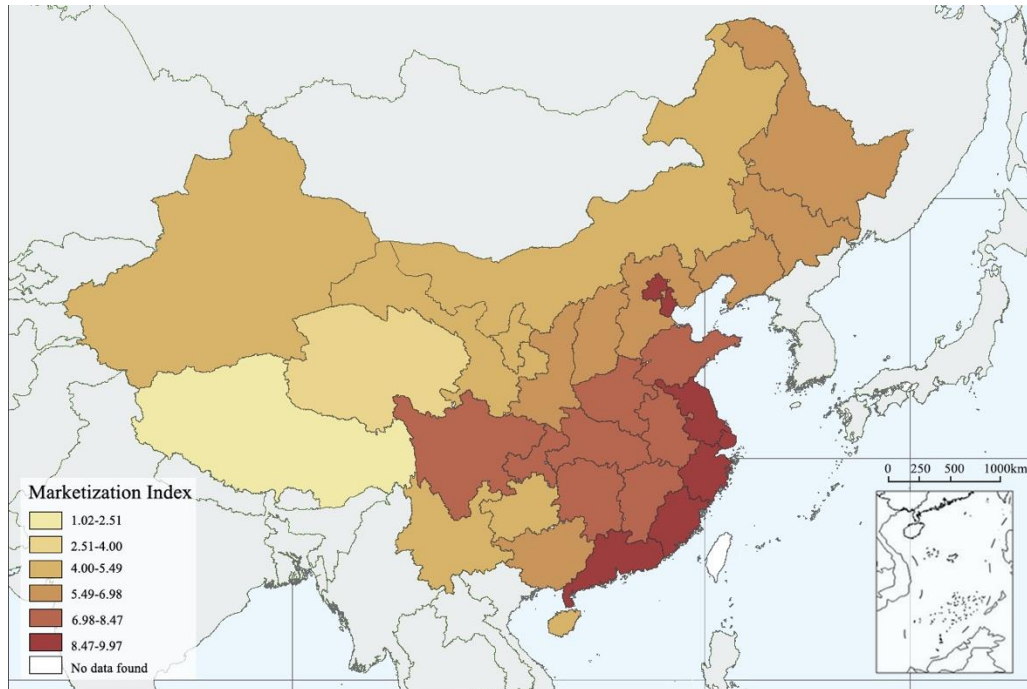 0 250 500 1000km
Marketization Index
1.02-2.51
2.51-4.00
4.00-5.49
5.49-6.98
6.98-8.47
8.47-9.97
No data found